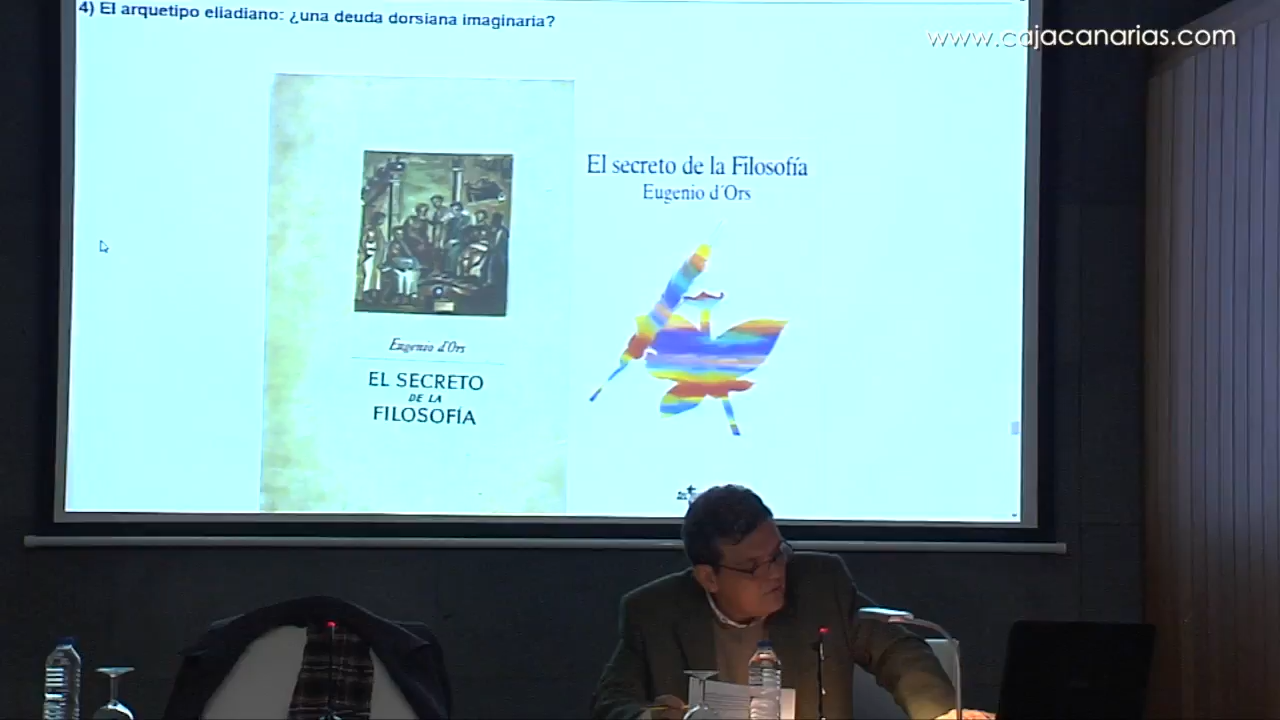 4) El arquetipo eliadiano: ¿una deuda dorsiana imaginaria?
www.cajacanarias.com
El secreto de la Filosofía
Eugenio d'Ors
Eugenio d'Ors
EL SECRETO
DE LA
FILOSOFÍA